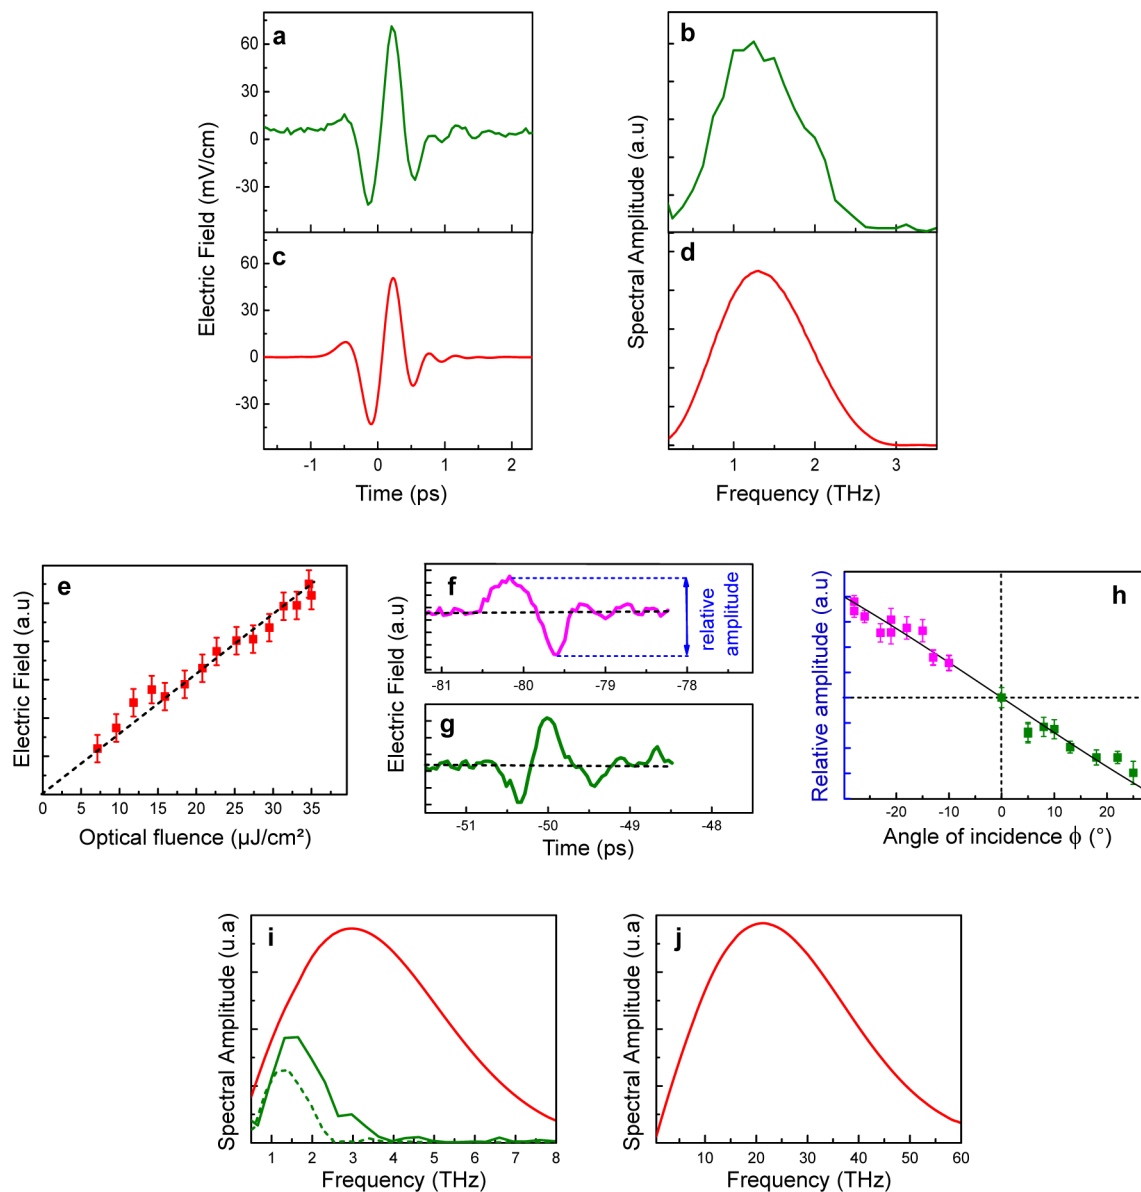 a
60
30
0
-30
Electric Field (mV/cm)
b
Spectral Amplitude (a.u)
c
60
30
0
-30
-1
0
1
2
Time (ps)
d
1
2
3
Frequency (THz)
e
Electric Field (a.u)
0
5
10
15
20
25
30
35
Optical fluence (µJ/cm²)
f
Electric Field (a.u)
relative
amplitude
-81
-80
-79
-78
g
-51
-50
-49
-48
Time (ps)
h
Relative amplitude (a.u)
-20
-10
0
10
20
Angle of incidence ϕ (°)
i
Spectral Amplitude (u.a)
1
2
3
4
5
6
7
8
Frequency (THz)
j
Spectral Amplitude (u.a)
10
20
30
40
50
60
Frequency (THz)